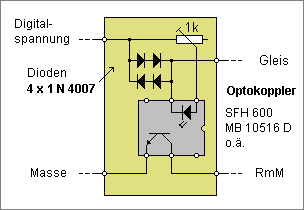 Digital-
spannung
1k
Gleis
Dioden
4 x 1 N 4007
Optokoppler
SFH 600
MB 10516 D
o.ä.
Masse
RmM